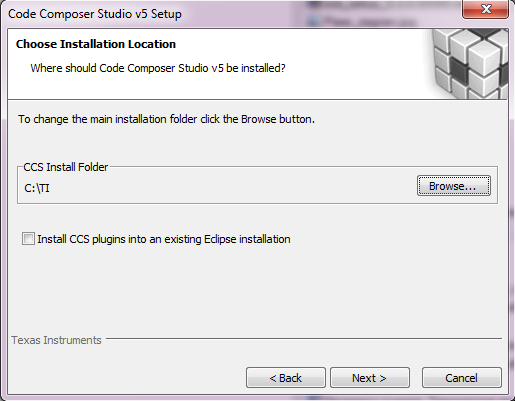 Code Composer Studio v5 Setup
Choose Installation Location
Where should Code Composer Studio v5 be installed?
To change the main installation folder click the Browse button.
CCS Install Folder
C:\TI
Browse...
Install CCS plugins into an existing Eclipse installation
Texas Instruments
< Back
Next >
Cancel